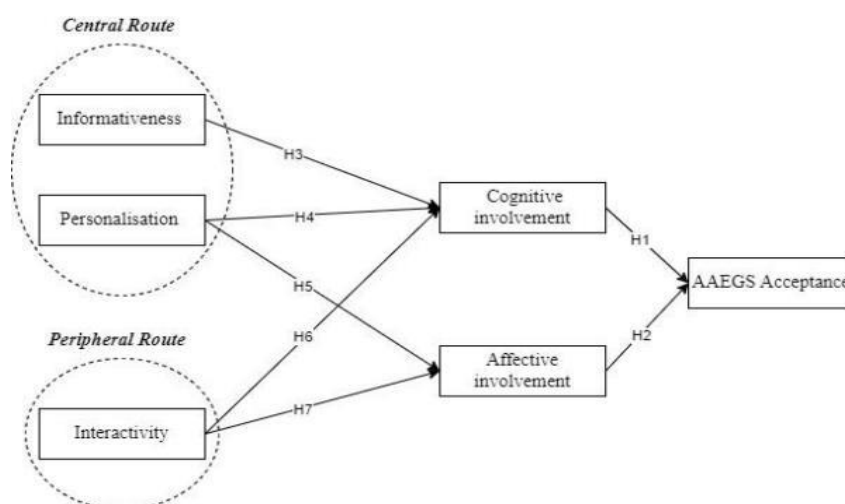 Central Route
Informativeness
Personalisation
Peripheral Route
Interactivity
H3
H4
H5
H6
H7
Cognitive
involvement
Affective
involvement
H1
H2
AAEGS Acceptance